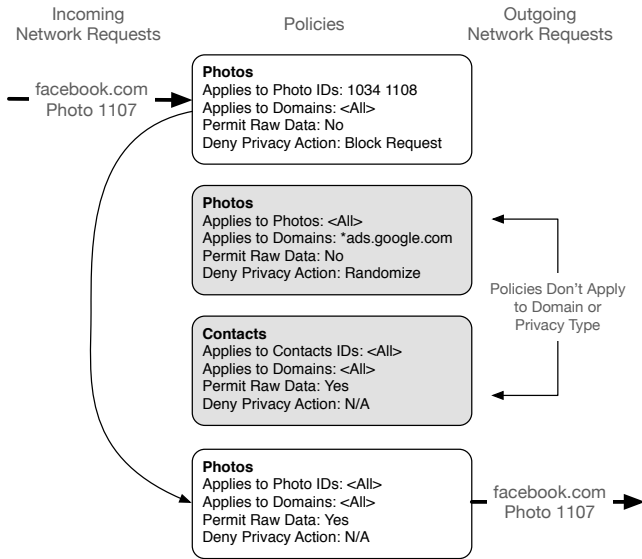 Incoming
Network Requests
Policies
Outgoing
Network Requests
facebook.com
Photo 1107
Photos
Applies to Photo IDs: 1034 1108
Applies to Domains: <All>
Permit Raw Data: No
Deny Privacy Action: Block Request
Photos
Applies to Photos: <All>
Applies to Domains: *ads.google.com
Permit Raw Data: No
Deny Privacy Action: Randomize
Policies Don't Apply
to Domain or
Privacy Type
Contacts
Applies to Contacts IDs: <All>
Applies to Domains: <All>
Permit Raw Data: Yes
Deny Privacy Action: N/A
Photos
Applies to Photo IDs: <All>
Applies to Domains: <All>
Permit Raw Data: Yes
Deny Privacy Action: N/A
facebook.com
Photo 1107